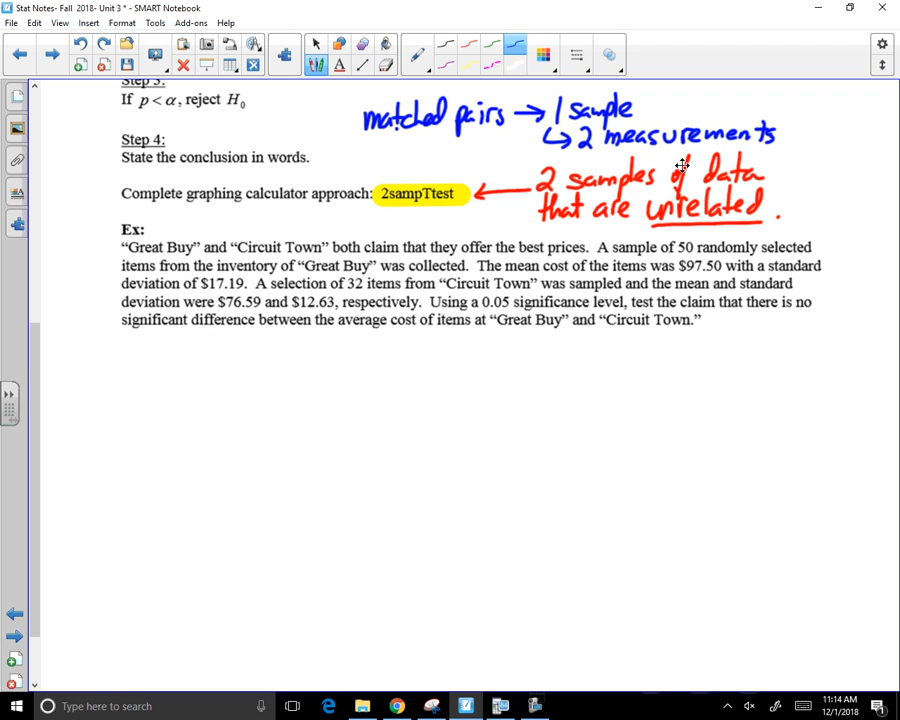 Stat Notes- Fall 2018- Unit 3 * - SMART Notebook
File Edit View Insert Format Tools Add-ons Help
Step 3:
If p < α, reject H₀
matched pairs → 1 sample
↳ 2 measurements
Step 4:
State the conclusion in words.
Complete graphing calculator approach: 2sampTtest ← 2 samples of data
that are unrelated.
Ex:
“Great Buy” and “Circuit Town” both claim that they offer the best prices. A sample of 50 randomly selected
items from the inventory of “Great Buy” was collected. The mean cost of the items was $97.50 with a standard
deviation of $17.19. A selection of 32 items from “Circuit Town” was sampled and the mean and standard
deviation were $76.59 and $12.63, respectively. Using a 0.05 significance level, test the claim that there is no
significant difference between the average cost of items at “Great Buy” and “Circuit Town.”
Type here to search
11:14 AM
12/1/2018